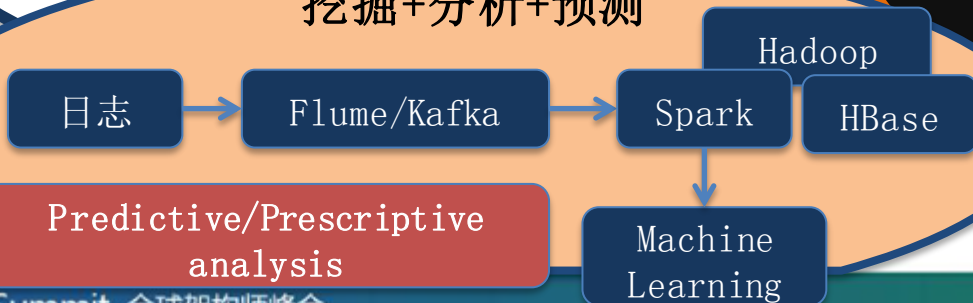 挖掘+分析+预测
Hadoop
日志
Flume/Kafka
Spark
HBase
Predictive/Prescriptive
analysis
Machine
Learning
Summit 全球架构师峰会